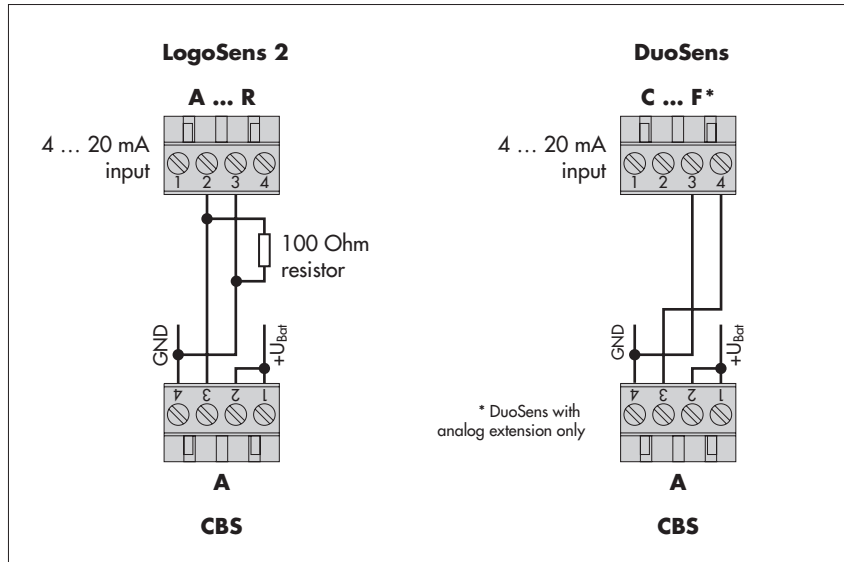 LogoSens 2
A ... R
4 ... 20 mA
input
1 2 3 4
100 Ohm
resistor
GND
+UBat
4 3 2 1
A
CBS
DuoSens
C ... F*
4 ... 20 mA
input
1 2 3 4
GND
+UBat
4 3 2 1
* DuoSens with
analog extension only
A
CBS